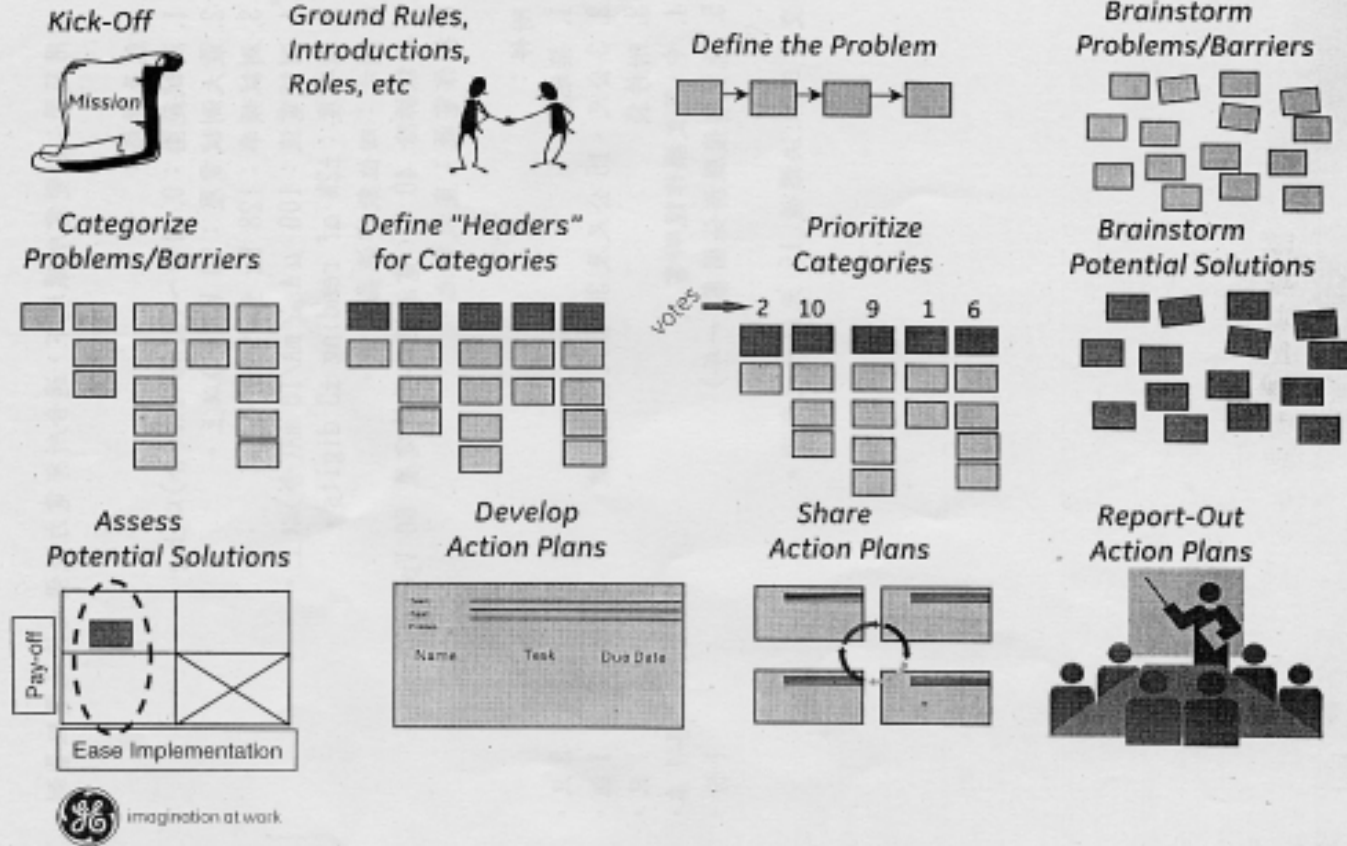 Kick-Off
Mission
Ground Rules,
Introductions,
Roles, etc
Define the Problem
Brainstorm
Problems/Barriers
Categorize
Problems/Barriers
Define "Headers"
for Categories
Prioritize
Categories
votes 2 10 9 1 6
Brainstorm
Potential Solutions
Assess
Potential Solutions
Pay-off
Ease Implementation
Develop
Action Plans
Name Task Due Date
Share
Action Plans
Report-Out
Action Plans
GE imagination at work